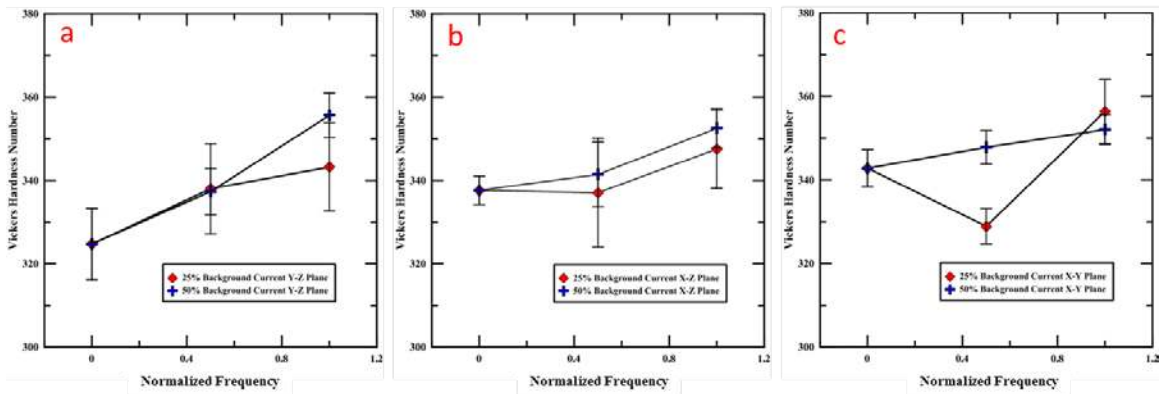 a
380
360
340
320
300
Vickers Hardness Number
25% Background Current Y-Z Plane
50% Background Current Y-Z Plane
0 0.4 0.8 1.2
Normalized Frequency
b
380
360
340
320
300
Vickers Hardness Number
25% Background Current X-Z Plane
50% Background Current X-Z Plane
0 0.4 0.8 1.2
Normalized Frequency
c
380
360
340
320
300
Vickers Hardness Number
25% Background Current X-Y Plane
50% Background Current X-Y Plane
0 0.4 0.8 1.2
Normalized Frequency